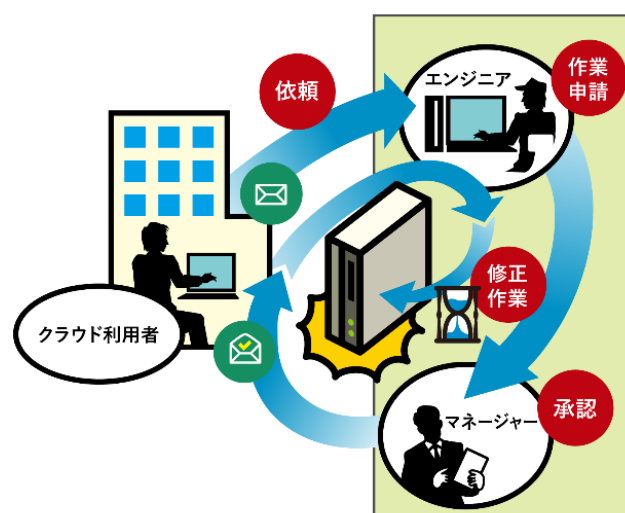 依頼
エンジニア
作業
申請
クラウド利用者
修正
作業
マネージャー
承認